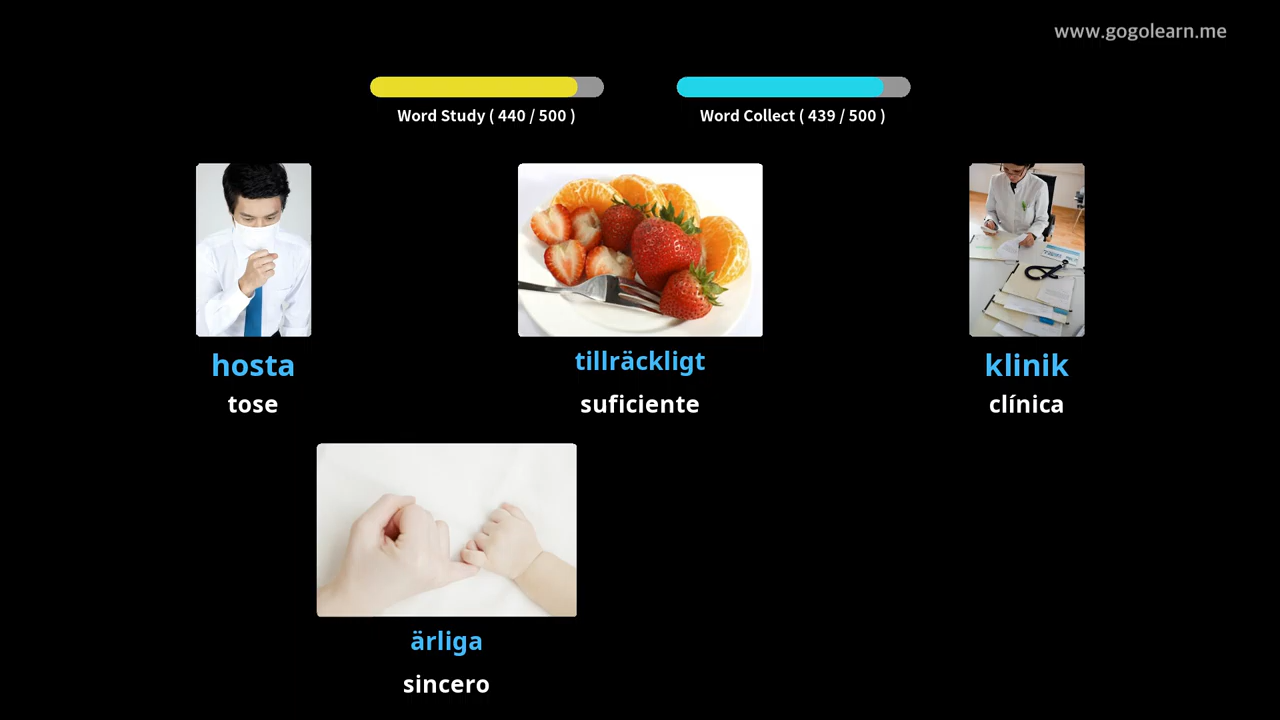 www.gogolearn.me
Word Study ( 440 / 500 )
Word Collect ( 439 / 500 )
hosta
tose
tillräckligt
suficiente
klinik
clínica
ärliga
sincero